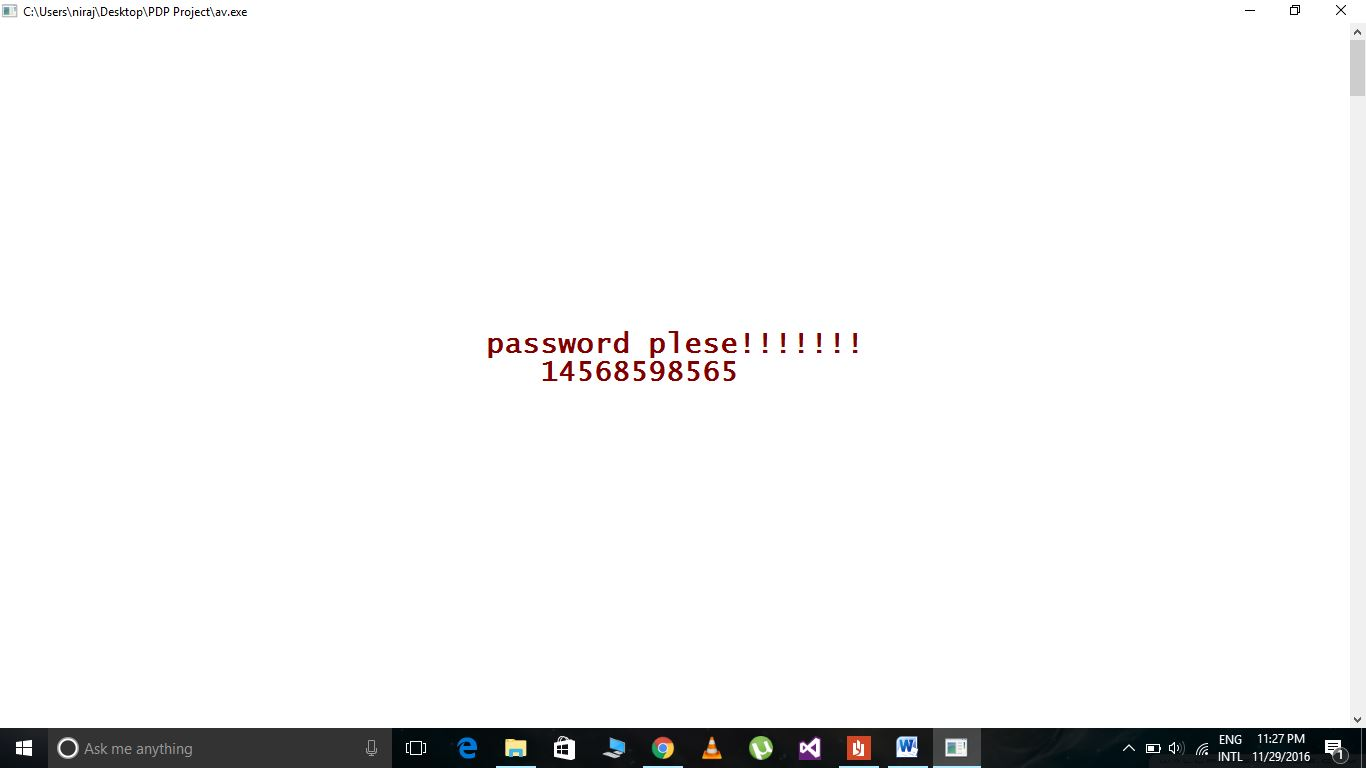 C:\Users\niraj\Desktop\PDP Project\av.exe
password plese!!!!!!!
14568598565
Ask me anything
ENG
INTL
11:27 PM
11/29/2016
1